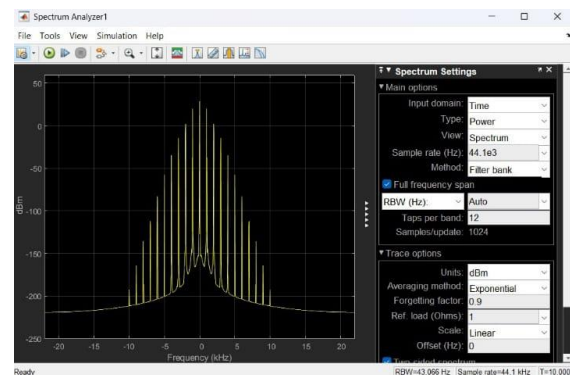 Spectrum Analyzer1
File Tools View Simulation Help
50
0
-50
-100
-150
-200
-250
dBm
-20 -15 -10 -5 0 5 10 15 20
Frequency (kHz)
Spectrum Settings
Main options
Input domain: Time
Type: Power
View: Spectrum
Sample rate (Hz): 44.1e3
Method: Filter bank
Full frequency span
RBW (Hz): Auto
Taps per band: 12
Samples/update: 1024
Trace options
Units: dBm
Averaging method: Exponential
Forgetting factor: 0.9
Ref. load (Ohms): 1
Scale: Linear
Offset (Hz): 0
Two-sided spectrum
Ready
RBW=43.066 Hz Sample rate=44.1 kHz T=10.000